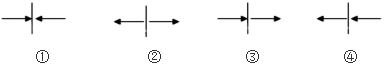 ① ② ③ ④